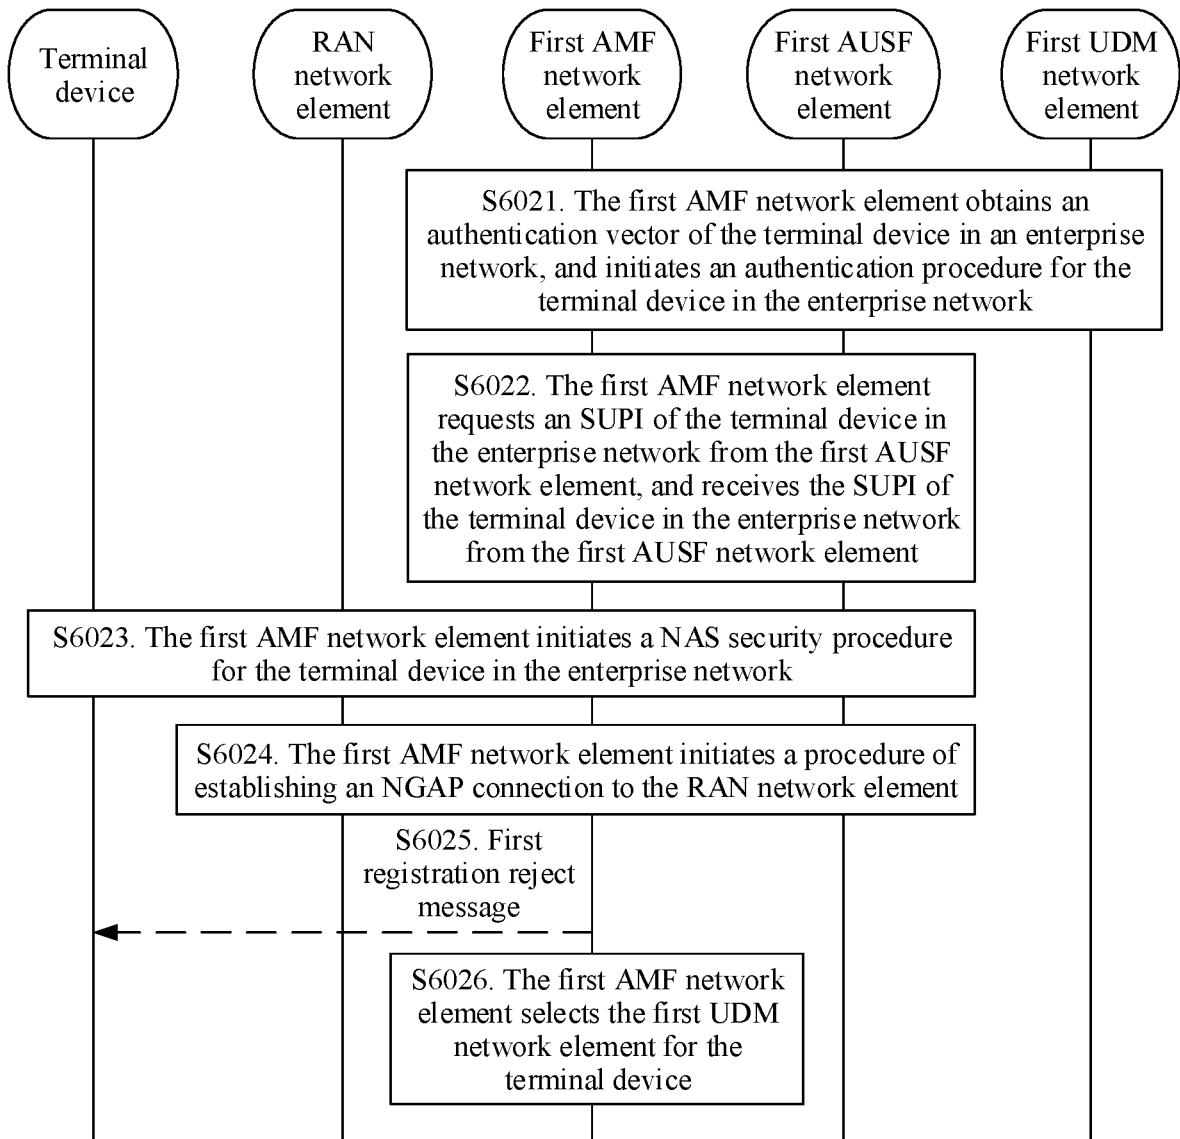 Terminal
device
RAN
network
element
First AMF
network
element
First AUSF
network
element
First UDM
network
element
S6021. The first AMF network element obtains an
authentication vector of the terminal device in an enterprise
network, and initiates an authentication procedure for the
terminal device in the enterprise network
S6022. The first AMF network element
requests an SUPI of the terminal device in
the enterprise network from the first AUSF
network element, and receives the SUPI of
the terminal device in the enterprise network
from the first AUSF network element
S6023. The first AMF network element initiates a NAS security procedure
for the terminal device in the enterprise network
S6024. The first AMF network element initiates a procedure of
establishing an NGAP connection to the RAN network element
S6025. First
registration reject
message
S6026. The first AMF network
element selects the first UDM
network element for the
terminal device